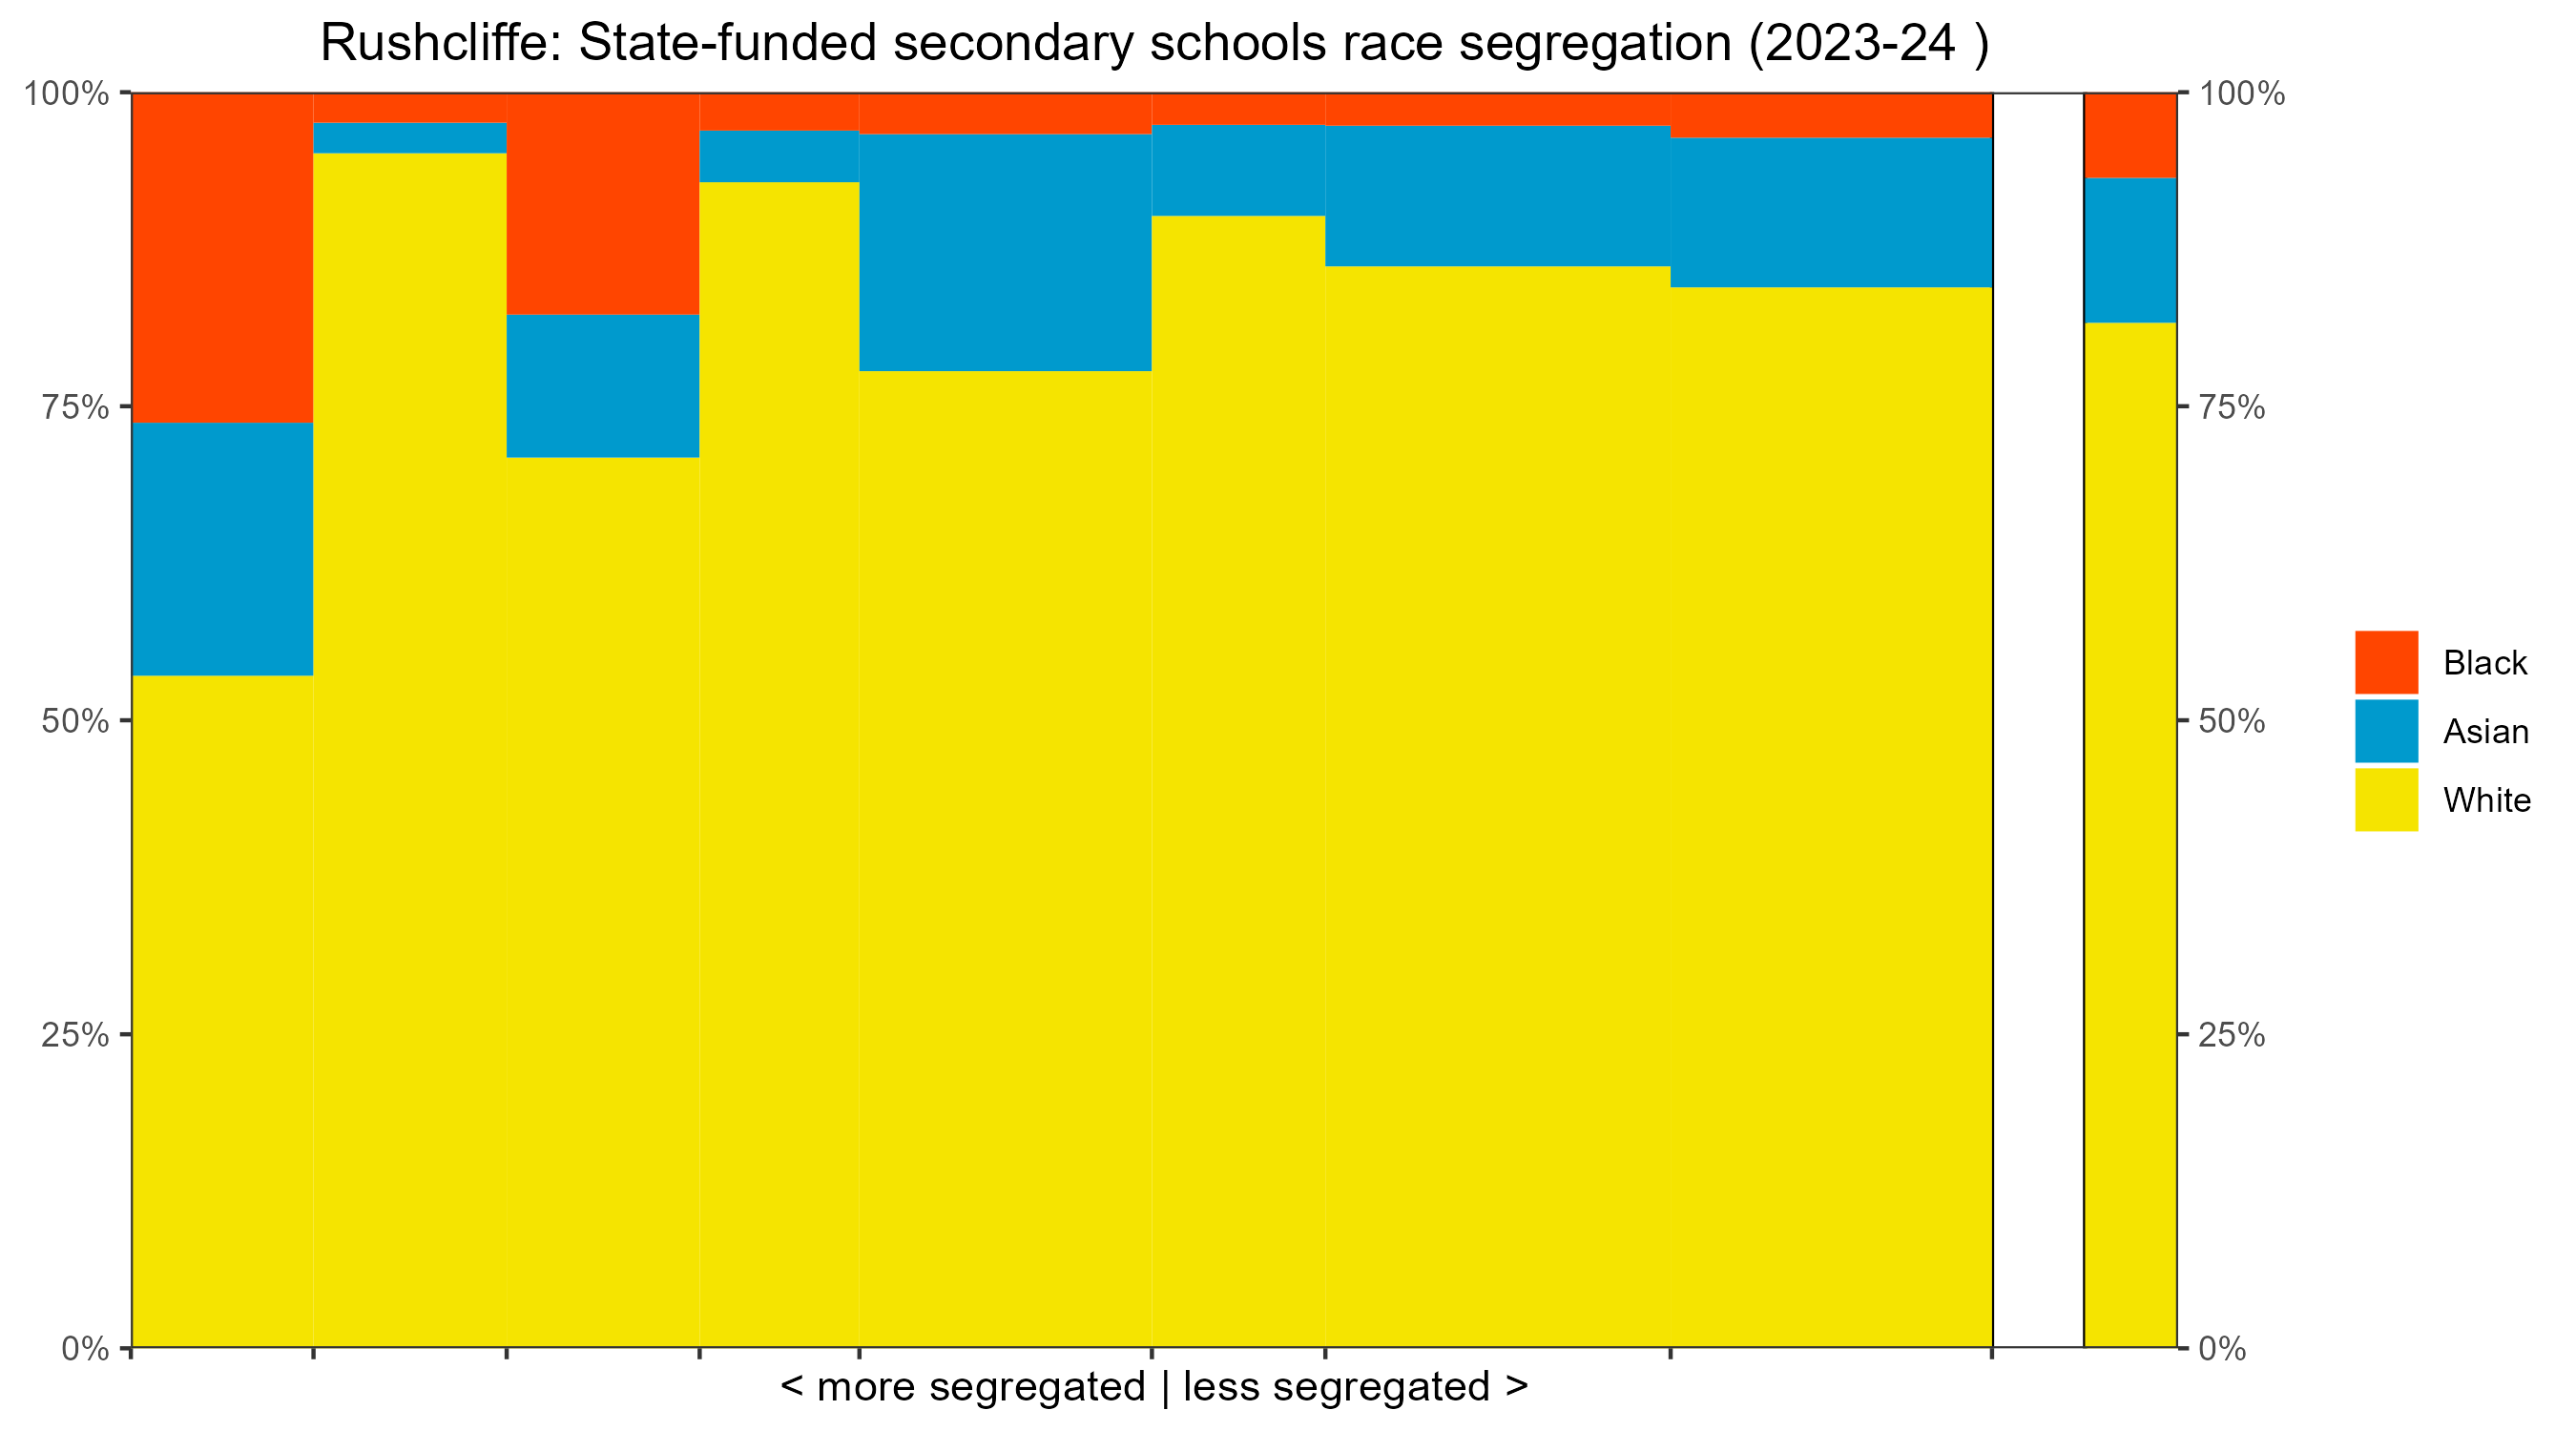 Rushcliffe: State-funded secondary schools race segregation (2023-24 )
100%
75%
50%
25%
0%
100%
75%
50%
25%
0%
Black
Asian
White
< more segregated | less segregated >